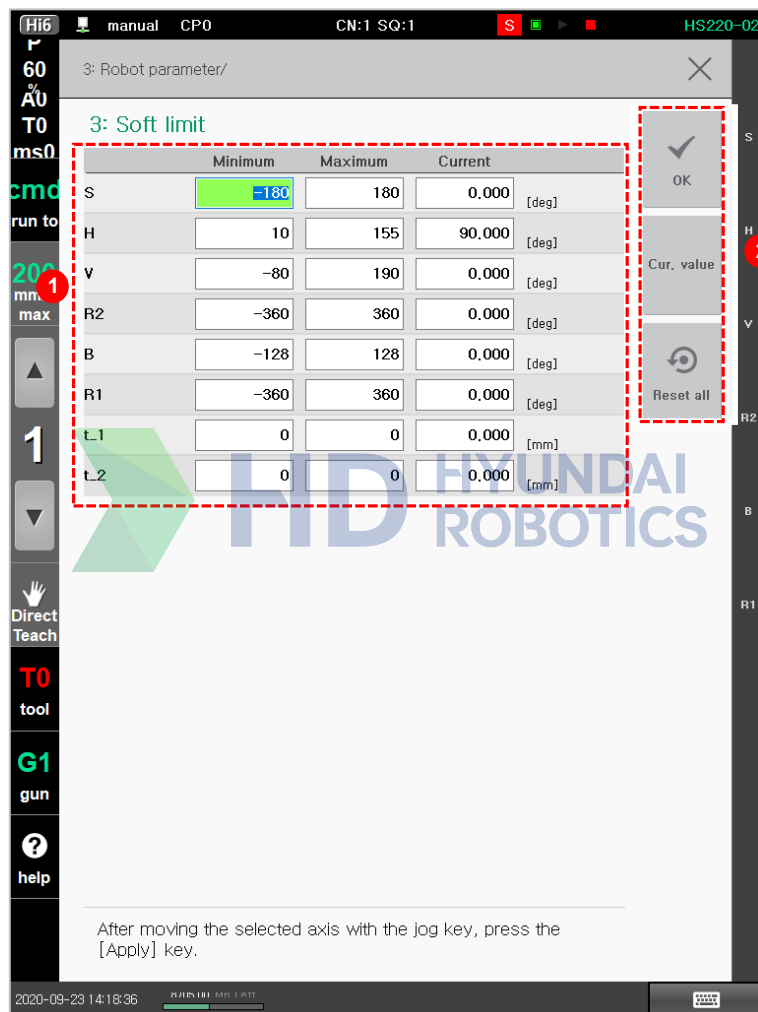 Hi6 manual CP0 CN:1 SQ:1 S HS220-02
60
%
T0
ms0
cmd
run to
max
1
Direct
Teach
T0
tool
G1
gun
?
help
3: Robot parameter/
3: Soft limit
Minimum Maximum Current
S -180 180 0.000 [deg]
H 10 155 90.000 [deg]
V -80 190 0.000 [deg]
R2 -360 360 0.000 [deg]
B -128 128 0.000 [deg]
R1 -360 360 0.000 [deg]
t_1 0 0 0.000 [mm]
t_2 0 0 0.000 [mm]
1
OK
Cur. value
Reset all
S
H
V
R2
B
R1
HD HYUNDAI
ROBOTICS
After moving the selected axis with the jog key, press the
[Apply] key.
2020-09-23 14:18:36